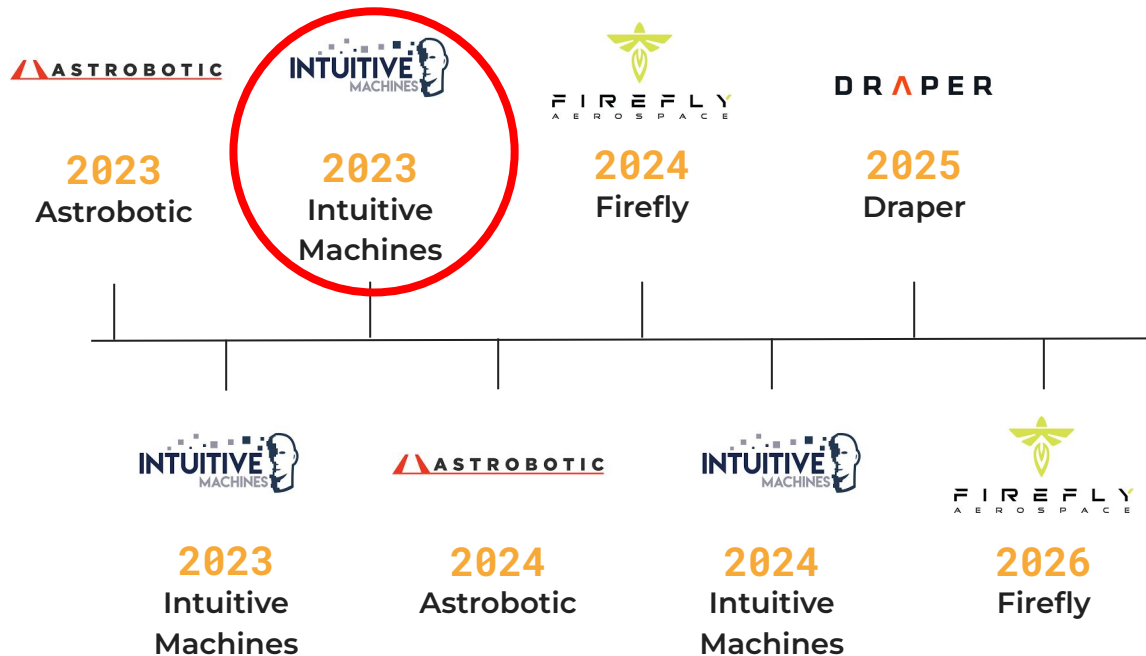 ASTROBOTIC
2023
Astrobotic
INTUITIVE
MACHINES
2023
Intuitive
Machines
FIREFLY
AEROSPACE
2024
Firefly
DRAPER
2025
Draper
INTUITIVE
MACHINES
2023
Intuitive
Machines
ASTROBOTIC
2024
Astrobotic
INTUITIVE
MACHINES
2024
Intuitive
Machines
FIREFLY
AEROSPACE
2026
Firefly